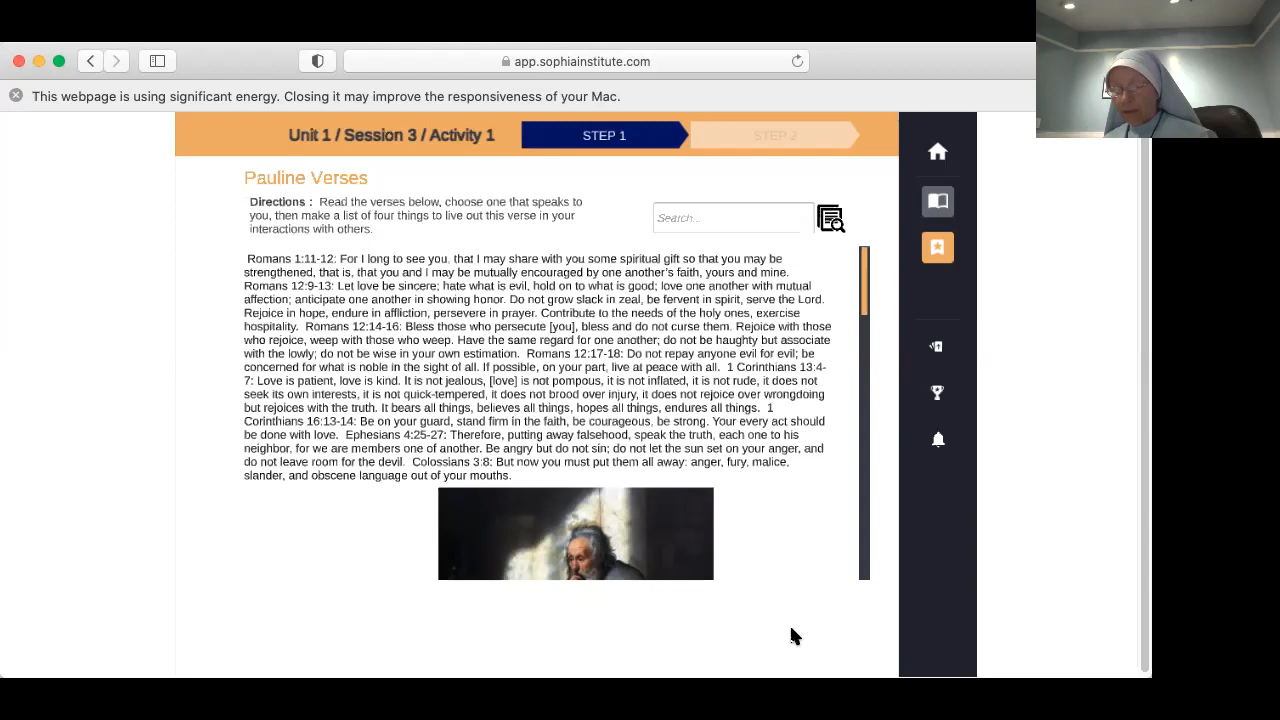 app.sophiainstitute.com
This webpage is using significant energy. Closing it may improve the responsiveness of your Mac.
Unit 1 / Session 3 / Activity 1
STEP 1
STEP 2
Pauline Verses
Directions : Read the verses below, choose one that speaks to
you, then make a list of four things to live out this verse in your
interactions with others.
Search...
Romans 1:11-12: For I long to see you, that I may share with you some spiritual gift so that you may be
strengthened, that is, that you and I may be mutually encouraged by one another’s faith, yours and mine.
Romans 12:9-13: Let love be sincere; hate what is evil, hold on to what is good; love one another with mutual
affection; anticipate one another in showing honor. Do not grow slack in zeal, be fervent in spirit, serve the Lord.
Rejoice in hope, endure in affliction, persevere in prayer. Contribute to the needs of the holy ones, exercise
hospitality. Romans 12:14-16: Bless those who persecute [you], bless and do not curse them. Rejoice with those
who rejoice, weep with those who weep. Have the same regard for one another; do not be haughty but associate
with the lowly; do not be wise in your own estimation. Romans 12:17-18: Do not repay anyone evil for evil; be
concerned for what is noble in the sight of all. If possible, on your part, live at peace with all. 1 Corinthians 13:4-
7: Love is patient, love is kind. It is not jealous, [love] is not pompous, it is not inflated, it is not rude, it does not
seek its own interests, it is not quick-tempered, it does not brood over injury, it does not rejoice over wrongdoing
but rejoices with the truth. It bears all things, believes all things, hopes all things, endures all things. 1
Corinthians 16:13-14: Be on your guard, stand firm in the faith, be courageous, be strong. Your every act should
be done with love. Ephesians 4:25-27: Therefore, putting away falsehood, speak the truth, each one to his
neighbor, for we are members one of another. Be angry but do not sin; do not let the sun set on your anger, and
do not leave room for the devil. Colossians 3:8: But now you must put them all away: anger, fury, malice,
slander, and obscene language out of your mouths.